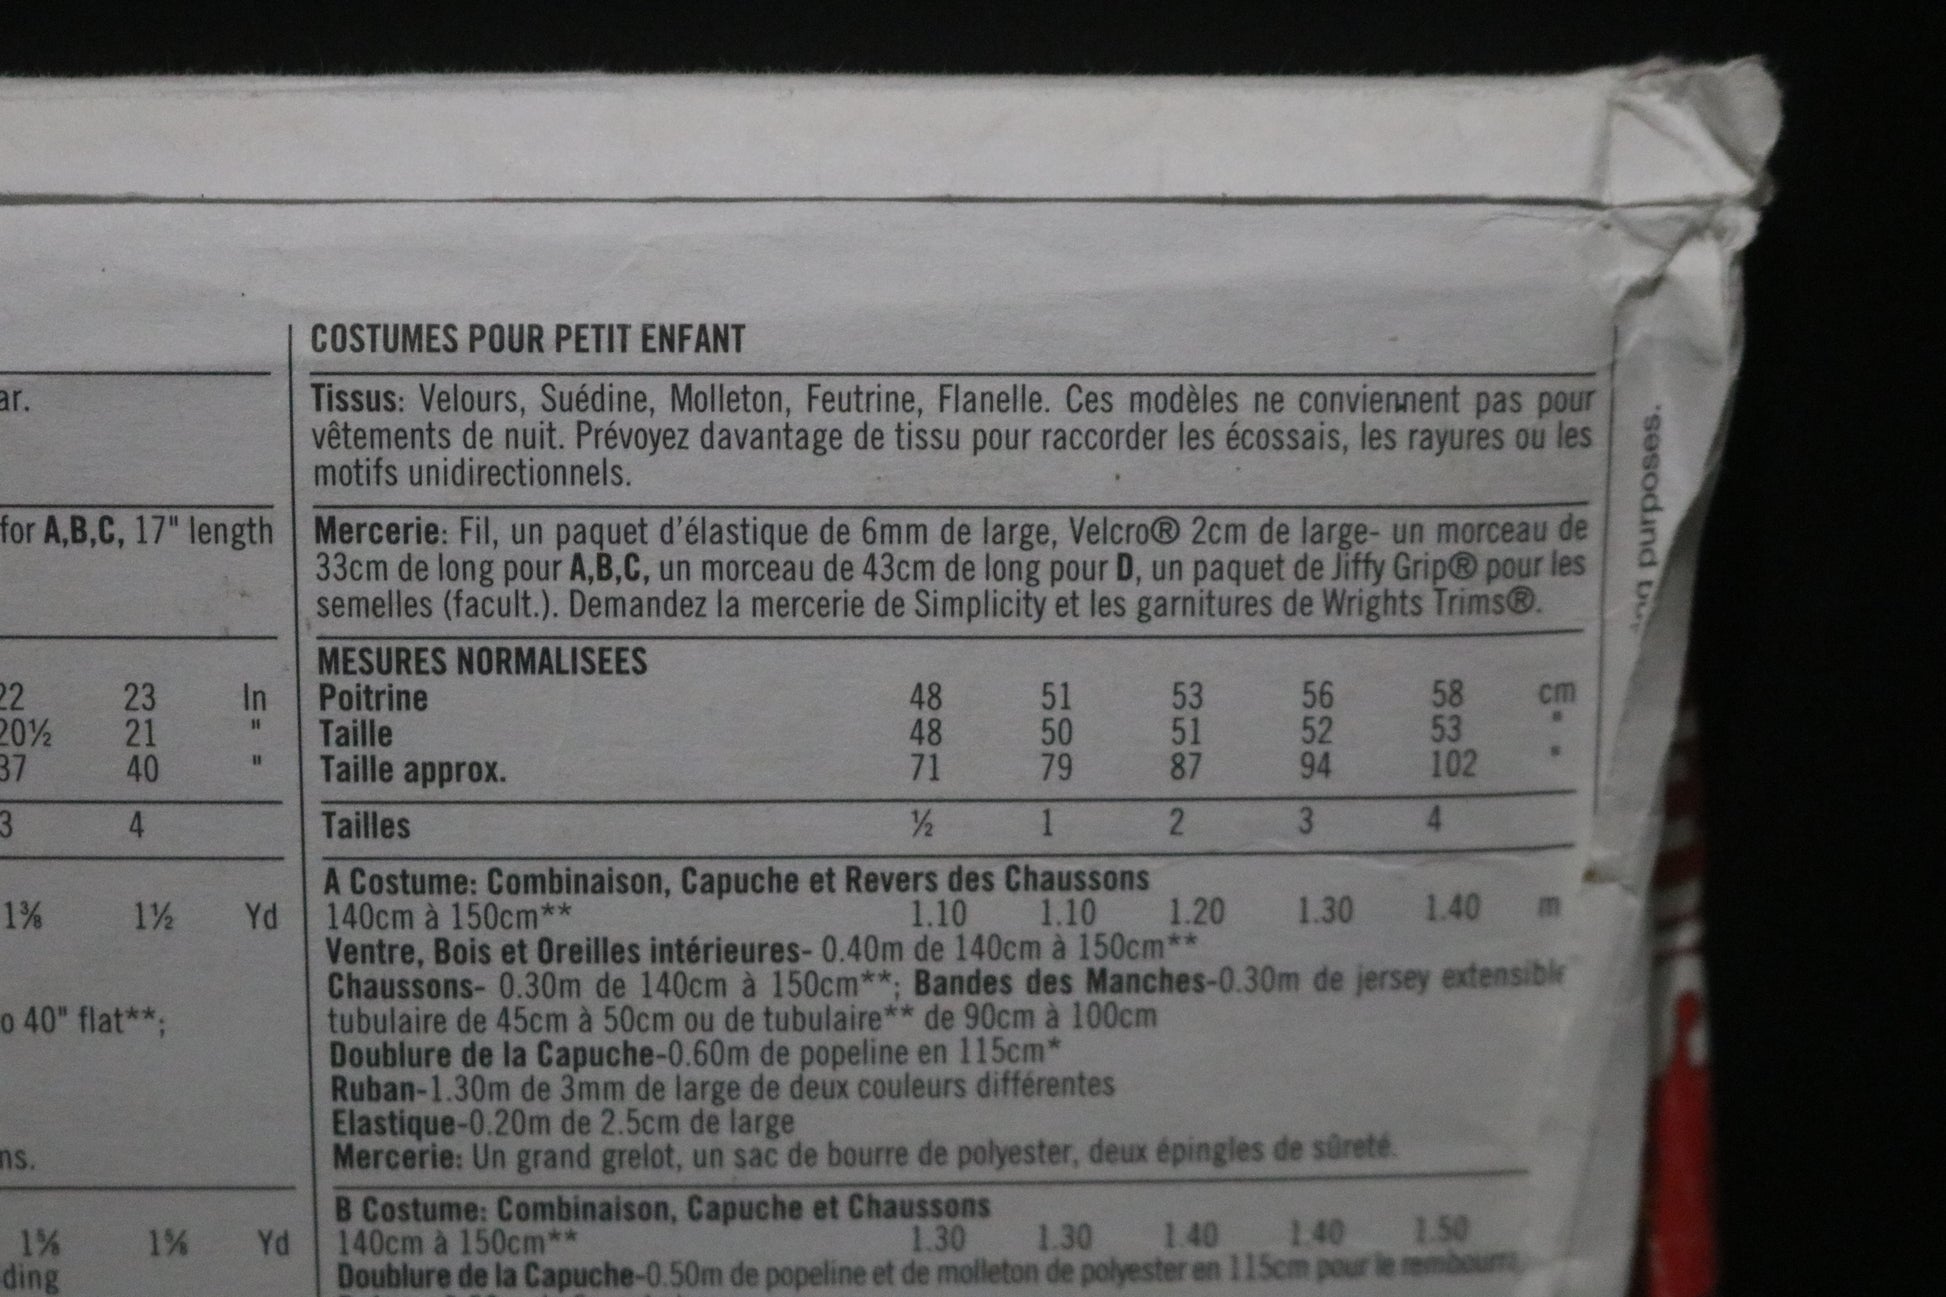 COSTUMES POUR PETIT ENFANT
ar.
Tissus: Velours, Suédine, Molleton, Feutrine, Flanelle. Ces modèles ne conviennent pas pour
vêtements de nuit. Prévoyez davantage de tissu pour raccorder les écossais, les rayures ou les
motifs unidirectionnels.
for A,B,C, 17" length
Mercerie: Fil, un paquet d'élastique de 6mm de large, Velcro® 2cm de large- un morceau de
33cm de long pour A,B,C, un morceau de 43cm de long pour D, un paquet de Jiffy Grip® pour les
semelles (facult.). Demandez la mercerie de Simplicity et les garnitures de Wrights Trims®.
MESURES NORMALISEES
22 23 In
Poitrine 48 51 53 56 58 cm
20½ 21 "
Taille 48 50 51 52 53 "
37 40 "
Taille approx. 71 79 87 94 102 "
3 4
Tailles ½ 1 2 3 4
A Costume: Combinaison, Capuche et Revers des Chaussons
1⅜ 1½ Yd
140cm à 150cm** 1.10 1.10 1.20 1.30 1.40 m
Ventre, Bois et Oreilles intérieures- 0.40m de 140cm à 150cm**
Chaussons- 0.30m de 140cm à 150cm**; Bandes des Manches-0.30m de jersey extensible
o 40" flat**;
tubulaire de 45cm à 50cm ou de tubulaire** de 90cm à 100cm
Doublure de la Capuche-0.60m de popeline en 115cm*
Ruban-1.30m de 3mm de large de deux couleurs différentes
Elastique-0.20m de 2.5cm de large
ns.
Mercerie: Un grand grelot, un sac de bourre de polyester, deux épingles de sûreté.
B Costume: Combinaison, Capuche et Chaussons
1⅝ 1⅝ Yd
140cm à 150cm** 1.30 1.30 1.40 1.40 1.50
ding
Doublure de la Capuche-0.50m de popeline et de molleton de polyester en 115cm pour le
purposes.